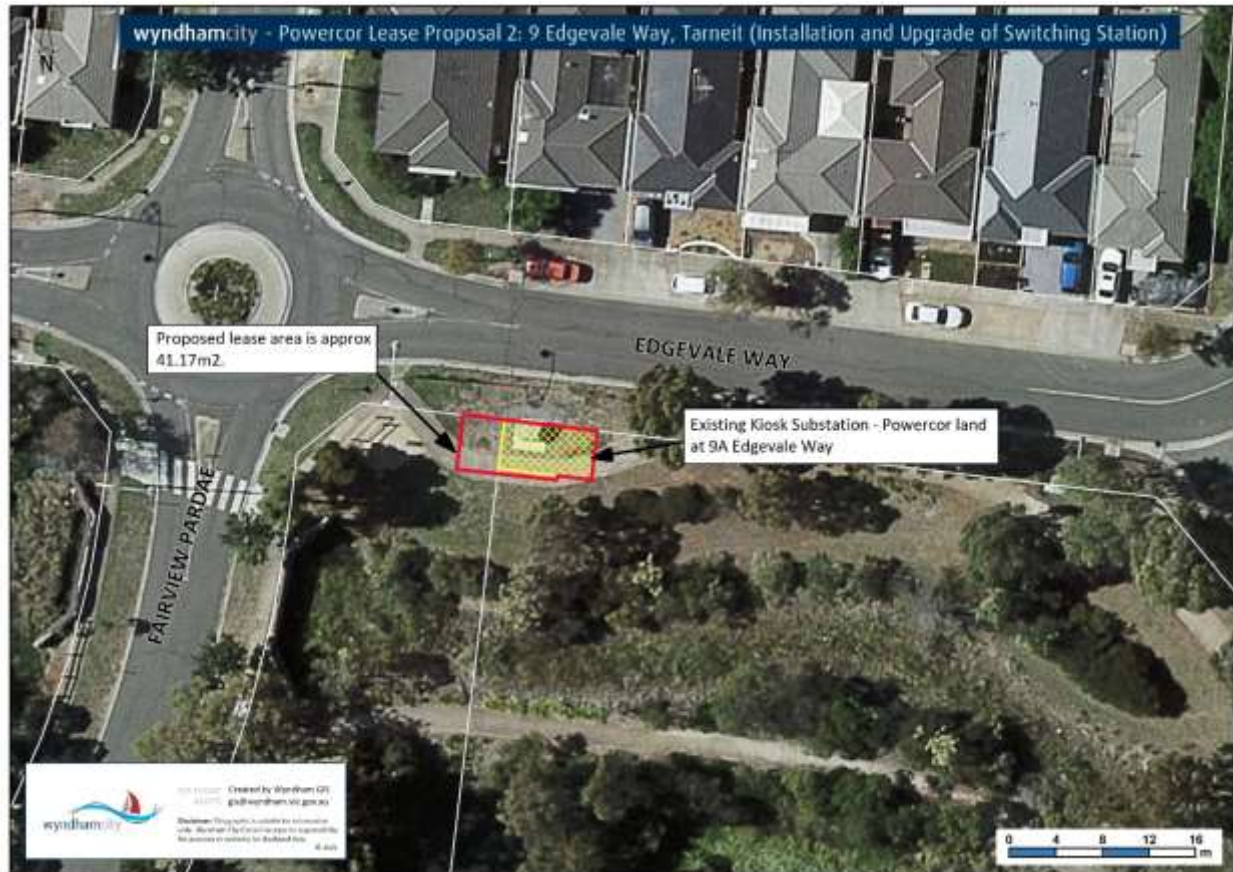 wyndhamcity - Powercor Lease Proposal 2: 9 Edgevale Way, Tarneit (Installation and Upgrade of Switching Station)
N
Proposed lease area is approx
41.17m2.
EDGEVALE WAY
Existing Kiosk Substation - Powercor land
at 9A Edgevale Way
FAIRVIEW PARDAE
wyndhamcity
Created by Wyndham GIS
gis@wyndham.vic.gov.au
0 4 8 12 16
m